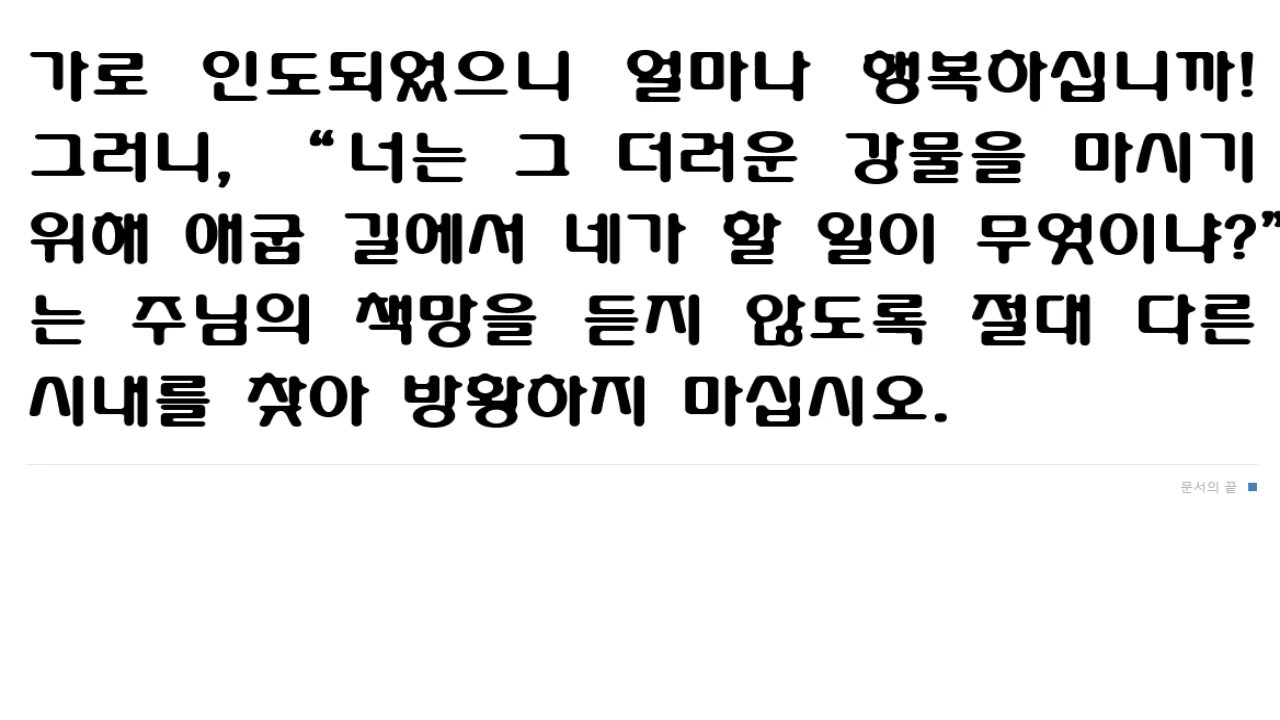 가로 인도되었으니 얼마나 행복하십니까!
그러니, “너는 그 더러운 강물을 마시기
위해 애굽 길에서 네가 할 일이 무엇이냐?”
는 주님의 책망을 듣지 않도록 절대 다른
시내를 찾아 방황하지 마십시오.
문서의 끝